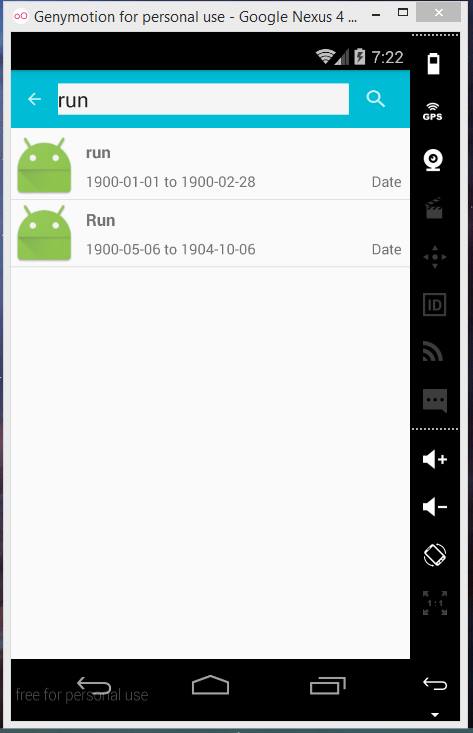 Genymotion for personal use - Google Nexus 4 ...
7:22
run
GPS
run
1900-01-01 to 1900-02-28 Date
Run
1900-05-06 to 1904-10-06 Date
ID
1:1
free for personal use